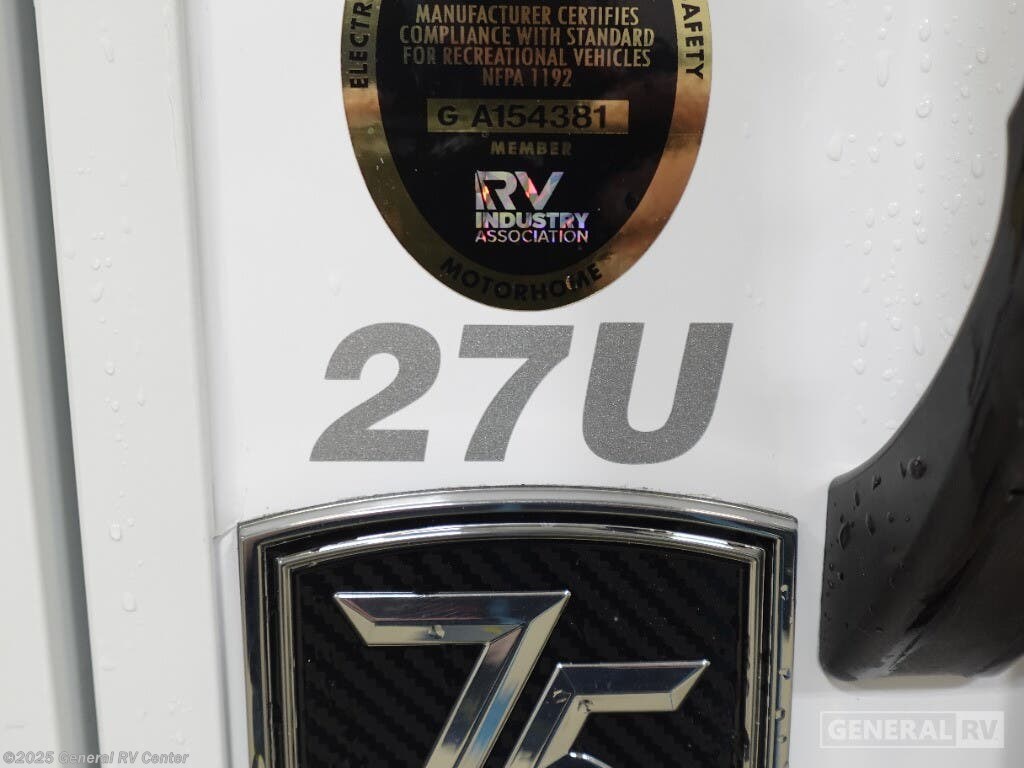 ELECTR
AFETY
MANUFACTURER CERTIFIES
COMPLIANCE WITH STANDARD
FOR RECREATIONAL VEHICLES
NFPA 1192
G A154381
MEMBER
RV
INDUSTRY
ASSOCIATION
MOTORHOME
27U
75
GENERAL RV
©2025 General RV Center